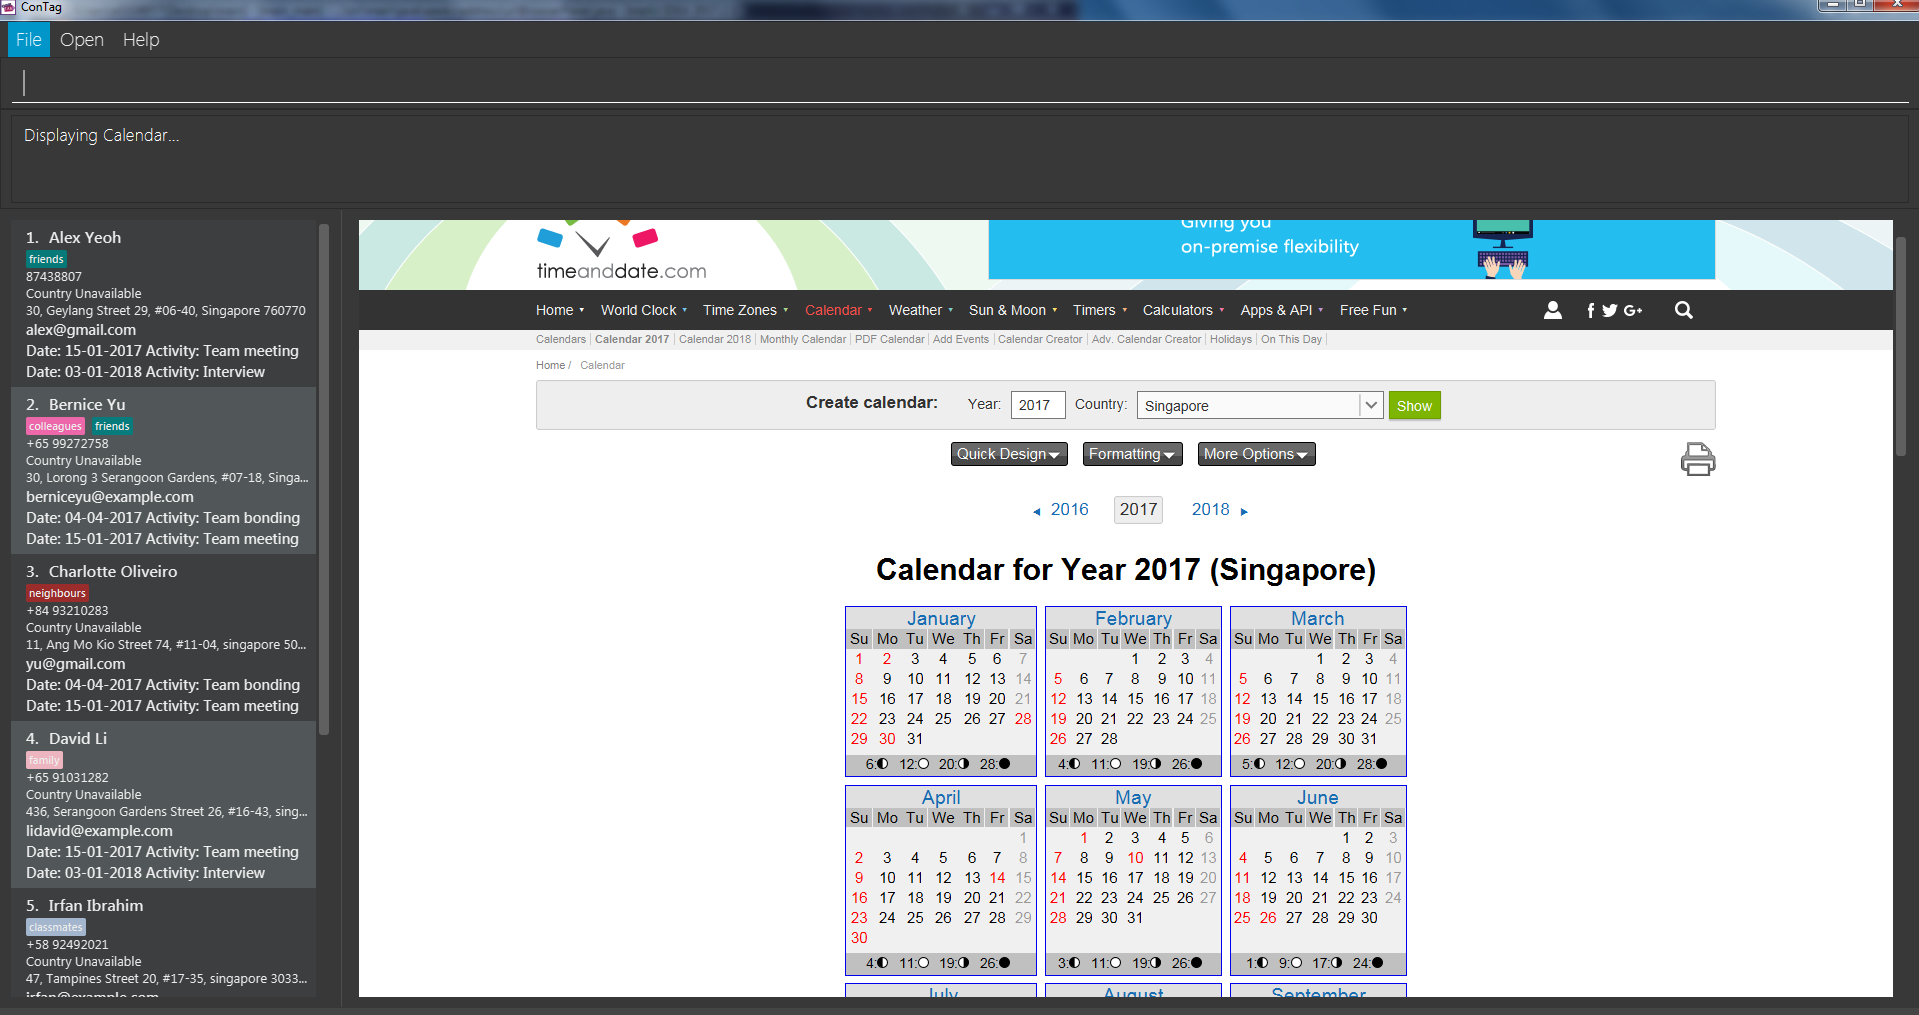 ConTag
File Open Help
Displaying Calendar...
1. Alex Yeoh
friends
87438807
Country Unavailable
30, Geylang Street 29, #06-40, Singapore 760770
alex@gmail.com
Date: 15-01-2017 Activity: Team meeting
Date: 03-01-2018 Activity: Interview
2. Bernice Yu
colleagues friends
+65 99272758
Country Unavailable
30, Lorong 3 Serangoon Gardens, #07-18, Singa...
berniceyu@example.com
Date: 04-04-2017 Activity: Team bonding
Date: 15-01-2017 Activity: Team meeting
3. Charlotte Oliveiro
neighbours
+84 93210283
Country Unavailable
11, Ang Mo Kio Street 74, #11-04, singapore 50...
yu@gmail.com
Date: 04-04-2017 Activity: Team bonding
Date: 15-01-2017 Activity: Team meeting
4. David Li
family
+65 91031282
Country Unavailable
436, Serangoon Gardens Street 26, #16-43, sing...
lidavid@example.com
Date: 15-01-2017 Activity: Team meeting
Date: 03-01-2018 Activity: Interview
5. Irfan Ibrahim
classmates
+58 92492021
Country Unavailable
47, Tampines Street 20, #17-35, singapore 3033...
irfan@example.com
timeanddate.com
Giving you
on-premise flexibility
Home World Clock Time Zones Calendar Weather Sun & Moon Timers Calculators Apps & API Free Fun
Calendars Calendar 2017 Calendar 2018 Monthly Calendar PDF Calendar Add Events Calendar Creator Adv. Calendar Creator Holidays On This Day
Home / Calendar
Create calendar: Year: 2017 Country: Singapore Show
Quick Design Formatting More Options
2016 2017 2018
Calendar for Year 2017 (Singapore)
January
Su Mo Tu We Th Fr Sa
1 2 3 4 5 6 7
8 9 10 11 12 13 14
15 16 17 18 19 20 21
22 23 24 25 26 27 28
29 30 31
6: 12: 20: 28:
February
Su Mo Tu We Th Fr Sa
1 2 3 4
5 6 7 8 9 10 11
12 13 14 15 16 17 18
19 20 21 22 23 24 25
26 27 28
4: 11: 19: 26:
March
Su Mo Tu We Th Fr Sa
1 2 3 4
5 6 7 8 9 10 11
12 13 14 15 16 17 18
19 20 21 22 23 24 25
26 27 28 29 30 31
5: 12: 20: 28:
April
Su Mo Tu We Th Fr Sa
1
2 3 4 5 6 7 8
9 10 11 12 13 14 15
16 17 18 19 20 21 22
23 24 25 26 27 28 29
30
4: 11: 19: 26:
May
Su Mo Tu We Th Fr Sa
1 2 3 4 5 6
7 8 9 10 11 12 13
14 15 16 17 18 19 20
21 22 23 24 25 26 27
28 29 30 31
3: 11: 19: 26:
June
Su Mo Tu We Th Fr Sa
1 2 3
4 5 6 7 8 9 10
11 12 13 14 15 16 17
18 19 20 21 22 23 24
25 26 27 28 29 30
1: 9: 17: 24:
July
August
September